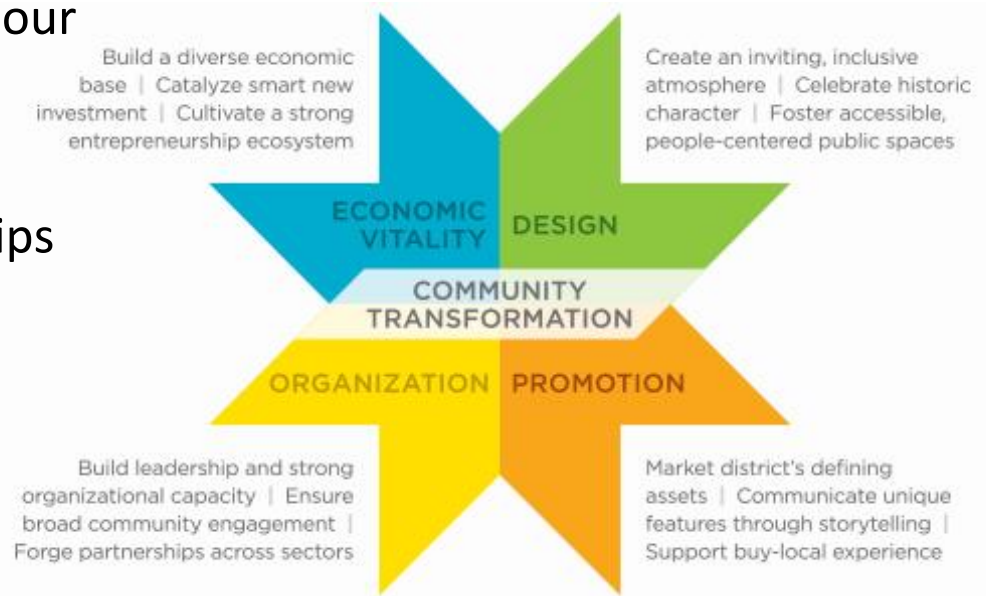 our
Build a diverse economic
base | Catalyze smart new
investment | Cultivate a strong
entrepreneurship ecosystem
Create an inviting, inclusive
atmosphere | Celebrate historic
character | Foster accessible,
people-centered public spaces
ips
ECONOMIC
VITALITY
DESIGN
COMMUNITY
TRANSFORMATION
ORGANIZATION
PROMOTION
Build leadership and strong
organizational capacity | Ensure
broad community engagement |
Forge partnerships across sectors
Market district's defining
assets | Communicate unique
features through storytelling |
Support buy-local experience